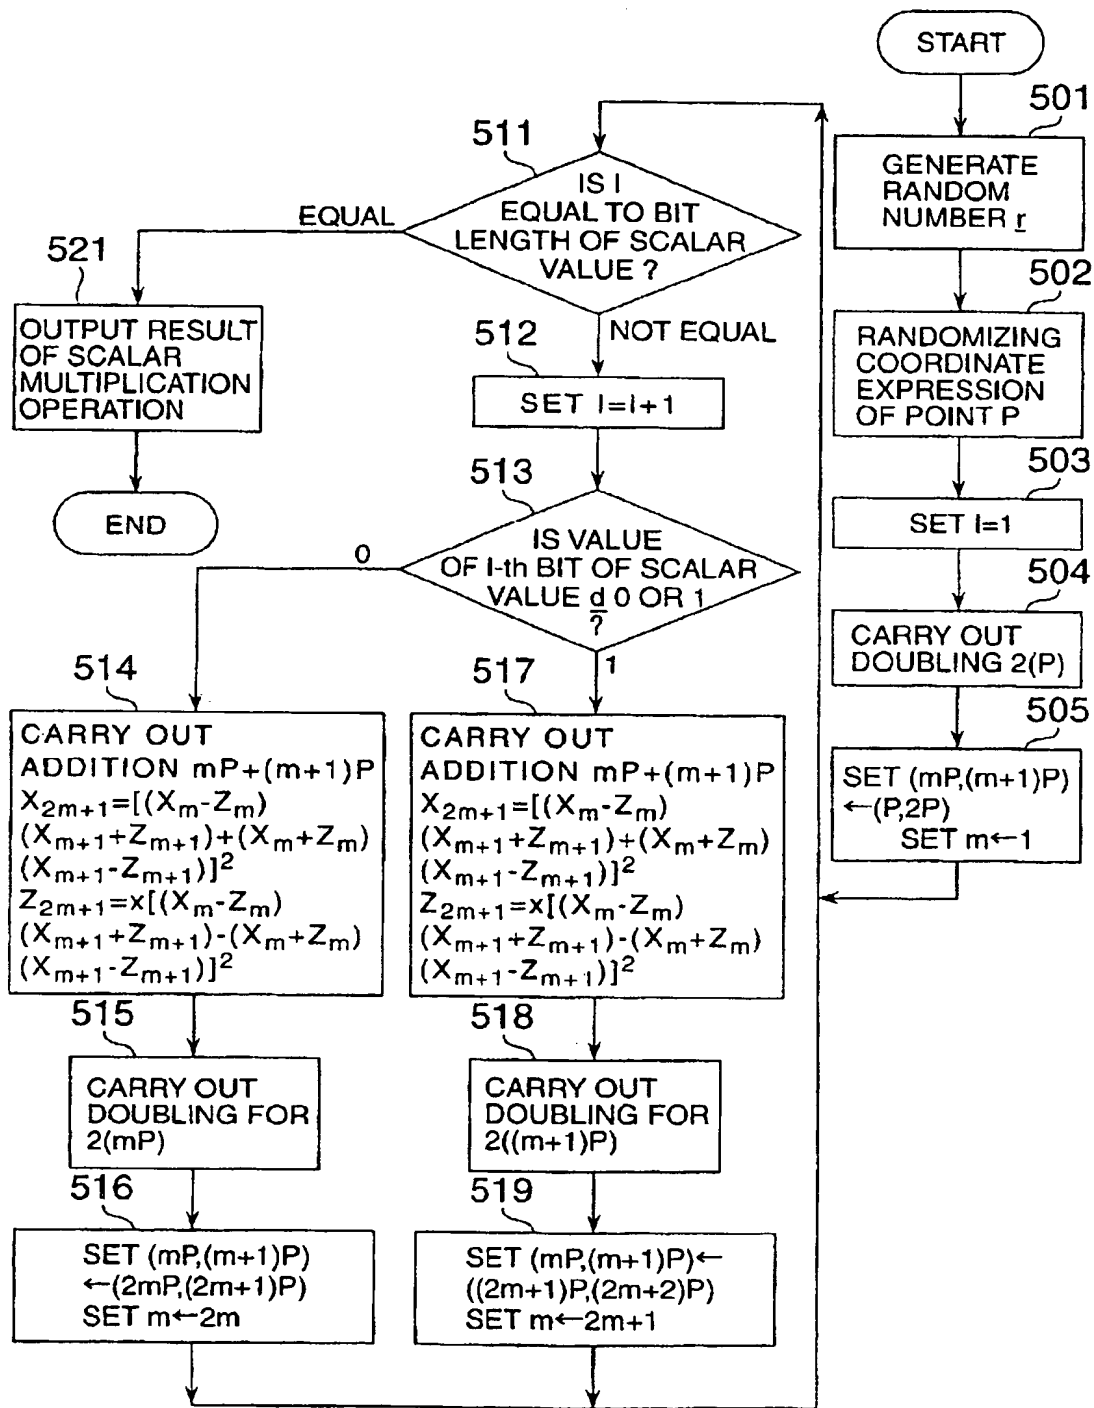 START
501
GENERATE
RANDOM
NUMBER r
502
RANDOMIZING
COORDINATE
EXPRESSION
OF POINT P
503
SET I=1
504
CARRY OUT
DOUBLING 2(P)
505
SET (mP,(m+1)P)
←(P,2P)
SET m←1
511
IS I
EQUAL TO BIT
LENGTH OF SCALAR
VALUE ?
EQUAL
NOT EQUAL
521
OUTPUT RESULT
OF SCALAR
MULTIPLICATION
OPERATION
END
512
SET I=I+1
513
IS VALUE
OF I-th BIT OF SCALAR
VALUE d 0 OR 1
?
0
1
514
CARRY OUT
ADDITION mP+(m+1)P
X2m+1=[(Xm-Zm)
(Xm+1+Zm+1)+(Xm+Zm)
(Xm+1-Zm+1)]²
Z2m+1=x[(Xm-Zm)
(Xm+1+Zm+1)-(Xm+Zm)
(Xm+1-Zm+1)]²
515
CARRY OUT
DOUBLING FOR
2(mP)
516
SET (mP,(m+1)P)
←(2mP,(2m+1)P)
SET m←2m
517
CARRY OUT
ADDITION mP+(m+1)P
X2m+1=[(Xm-Zm)
(Xm+1+Zm+1)+(Xm+Zm)
(Xm+1-Zm+1)]²
Z2m+1=x[(Xm-Zm)
(Xm+1+Zm+1)-(Xm+Zm)
(Xm+1-Zm+1)]²
518
CARRY OUT
DOUBLING FOR
2((m+1)P)
519
SET (mP,(m+1)P)←
((2m+1)P,(2m+2)P)
SET m←2m+1